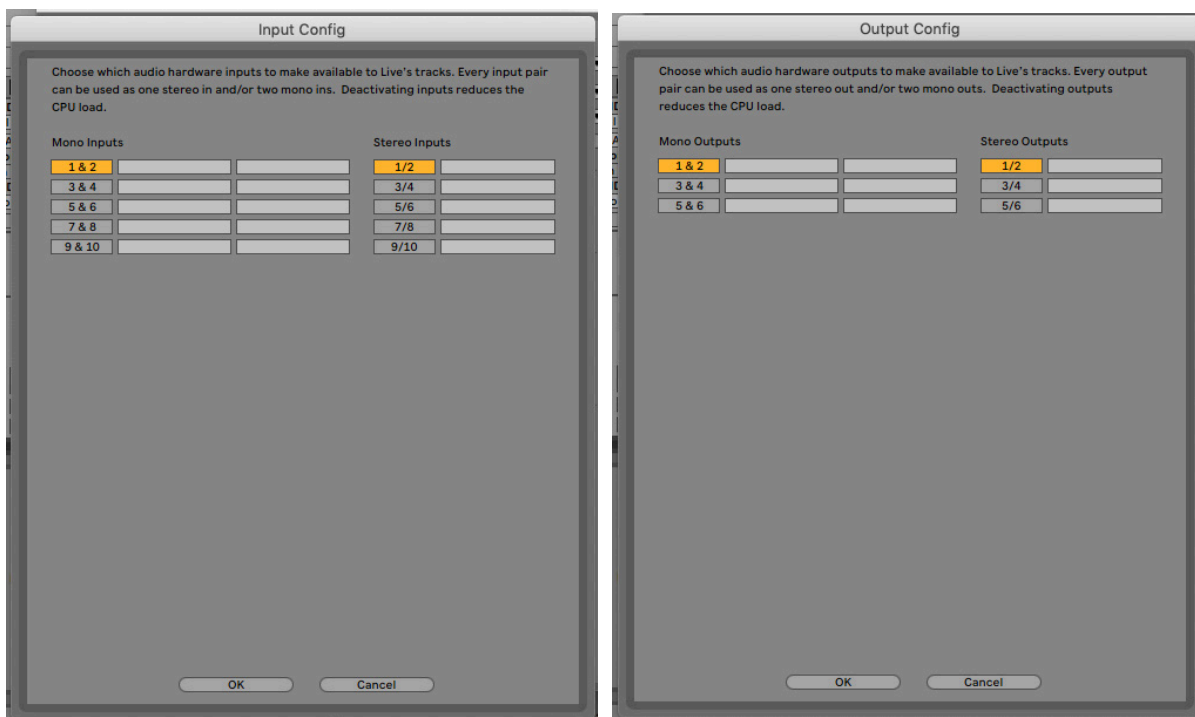 Input Config
Choose which audio hardware inputs to make available to Live's tracks. Every input pair
can be used as one stereo in and/or two mono ins. Deactivating inputs reduces the
CPU load.
Mono Inputs Stereo Inputs
1 & 2 1/2
3 & 4 3/4
5 & 6 5/6
7 & 8 7/8
9 & 10 9/10
OK Cancel
Output Config
Choose which audio hardware outputs to make available to Live's tracks. Every output
pair can be used as one stereo out and/or two mono outs. Deactivating outputs
reduces the CPU load.
Mono Outputs Stereo Outputs
1 & 2 1/2
3 & 4 3/4
5 & 6 5/6
OK Cancel